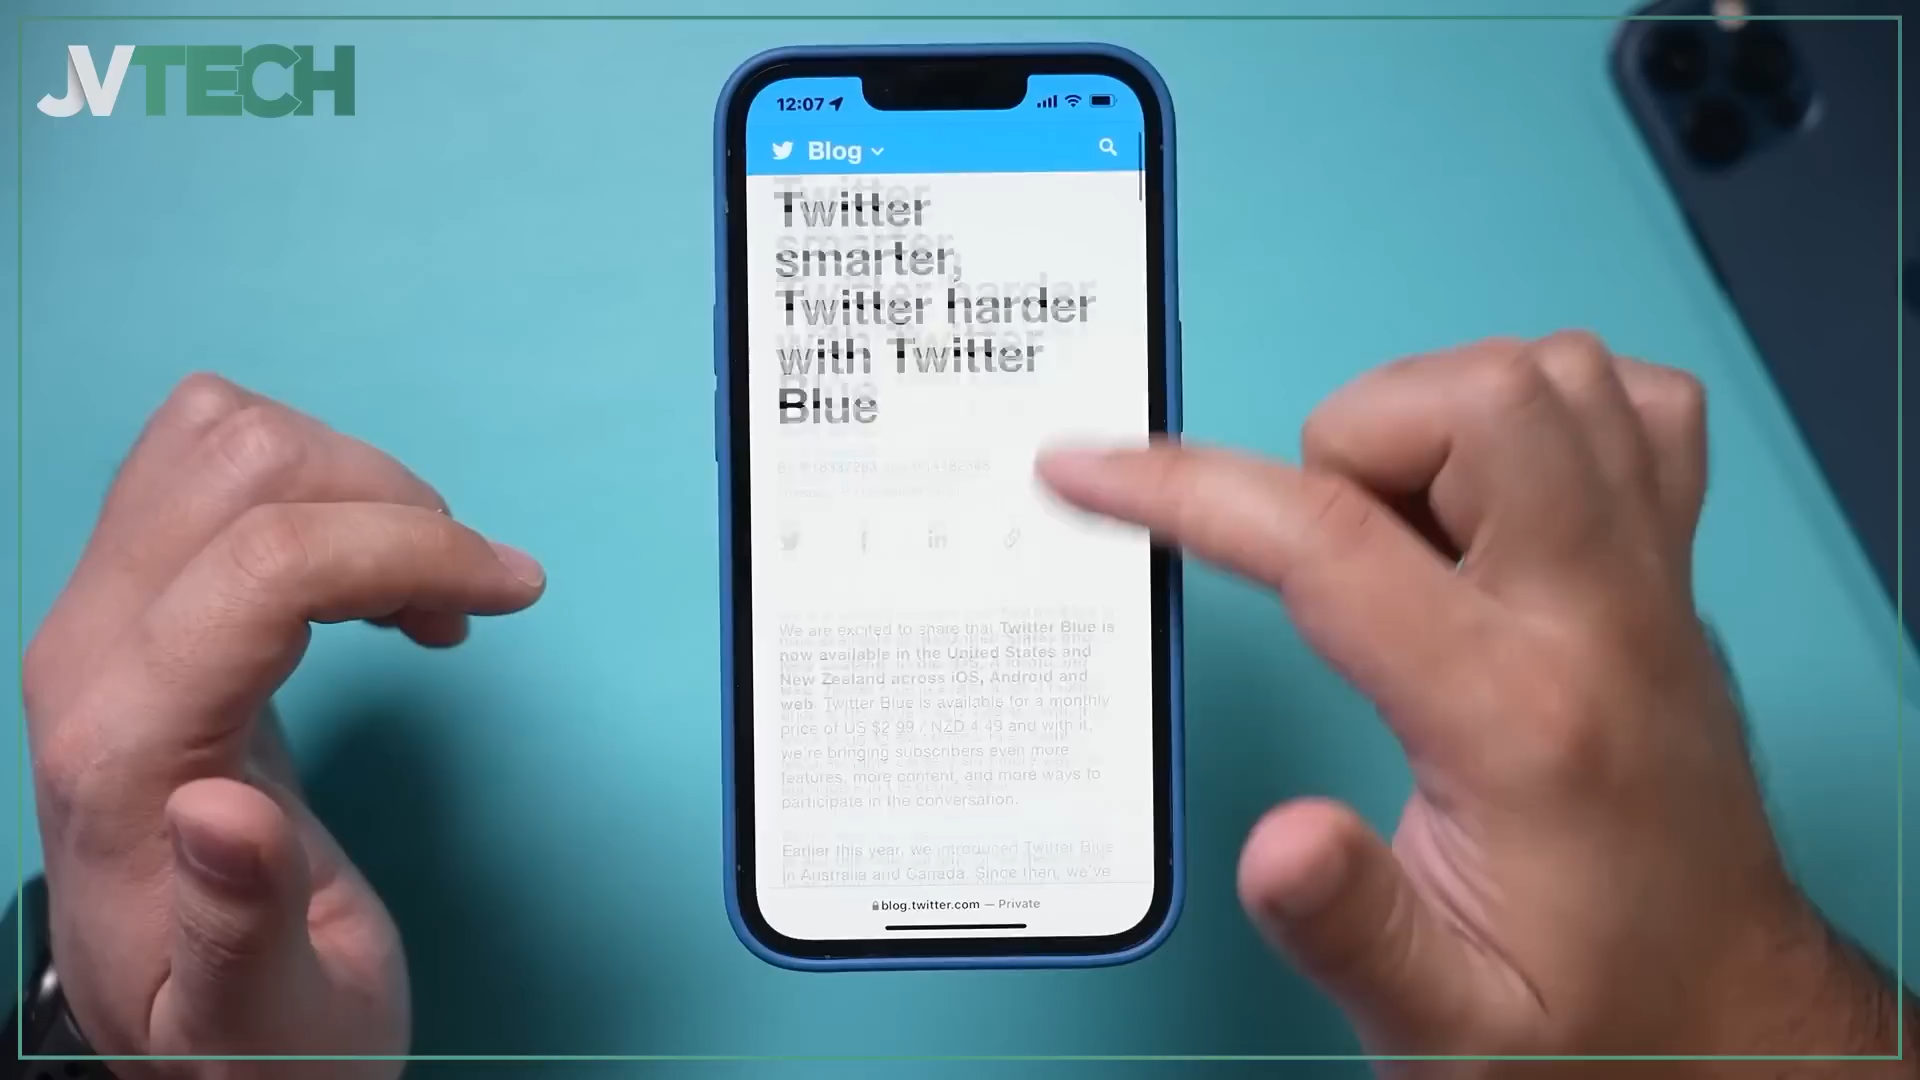 JVTECH
12:07
Blog
Twitter
smarter,
Twitter harder
with Twitter
Blue
in
We are excited to share that Twitter Blue is
now available in the United States and
New Zealand across iOS, Android and
web. Twitter Blue is available for a monthly
price of US $2.99 / NZD 4.49 and with it,
we're bringing subscribers even more
features, more content, and more ways to
participate in the conversation.
Earlier this year, we introduced Twitter Blue
in Australia and Canada. Since then, we've
blog.twitter.com — Private